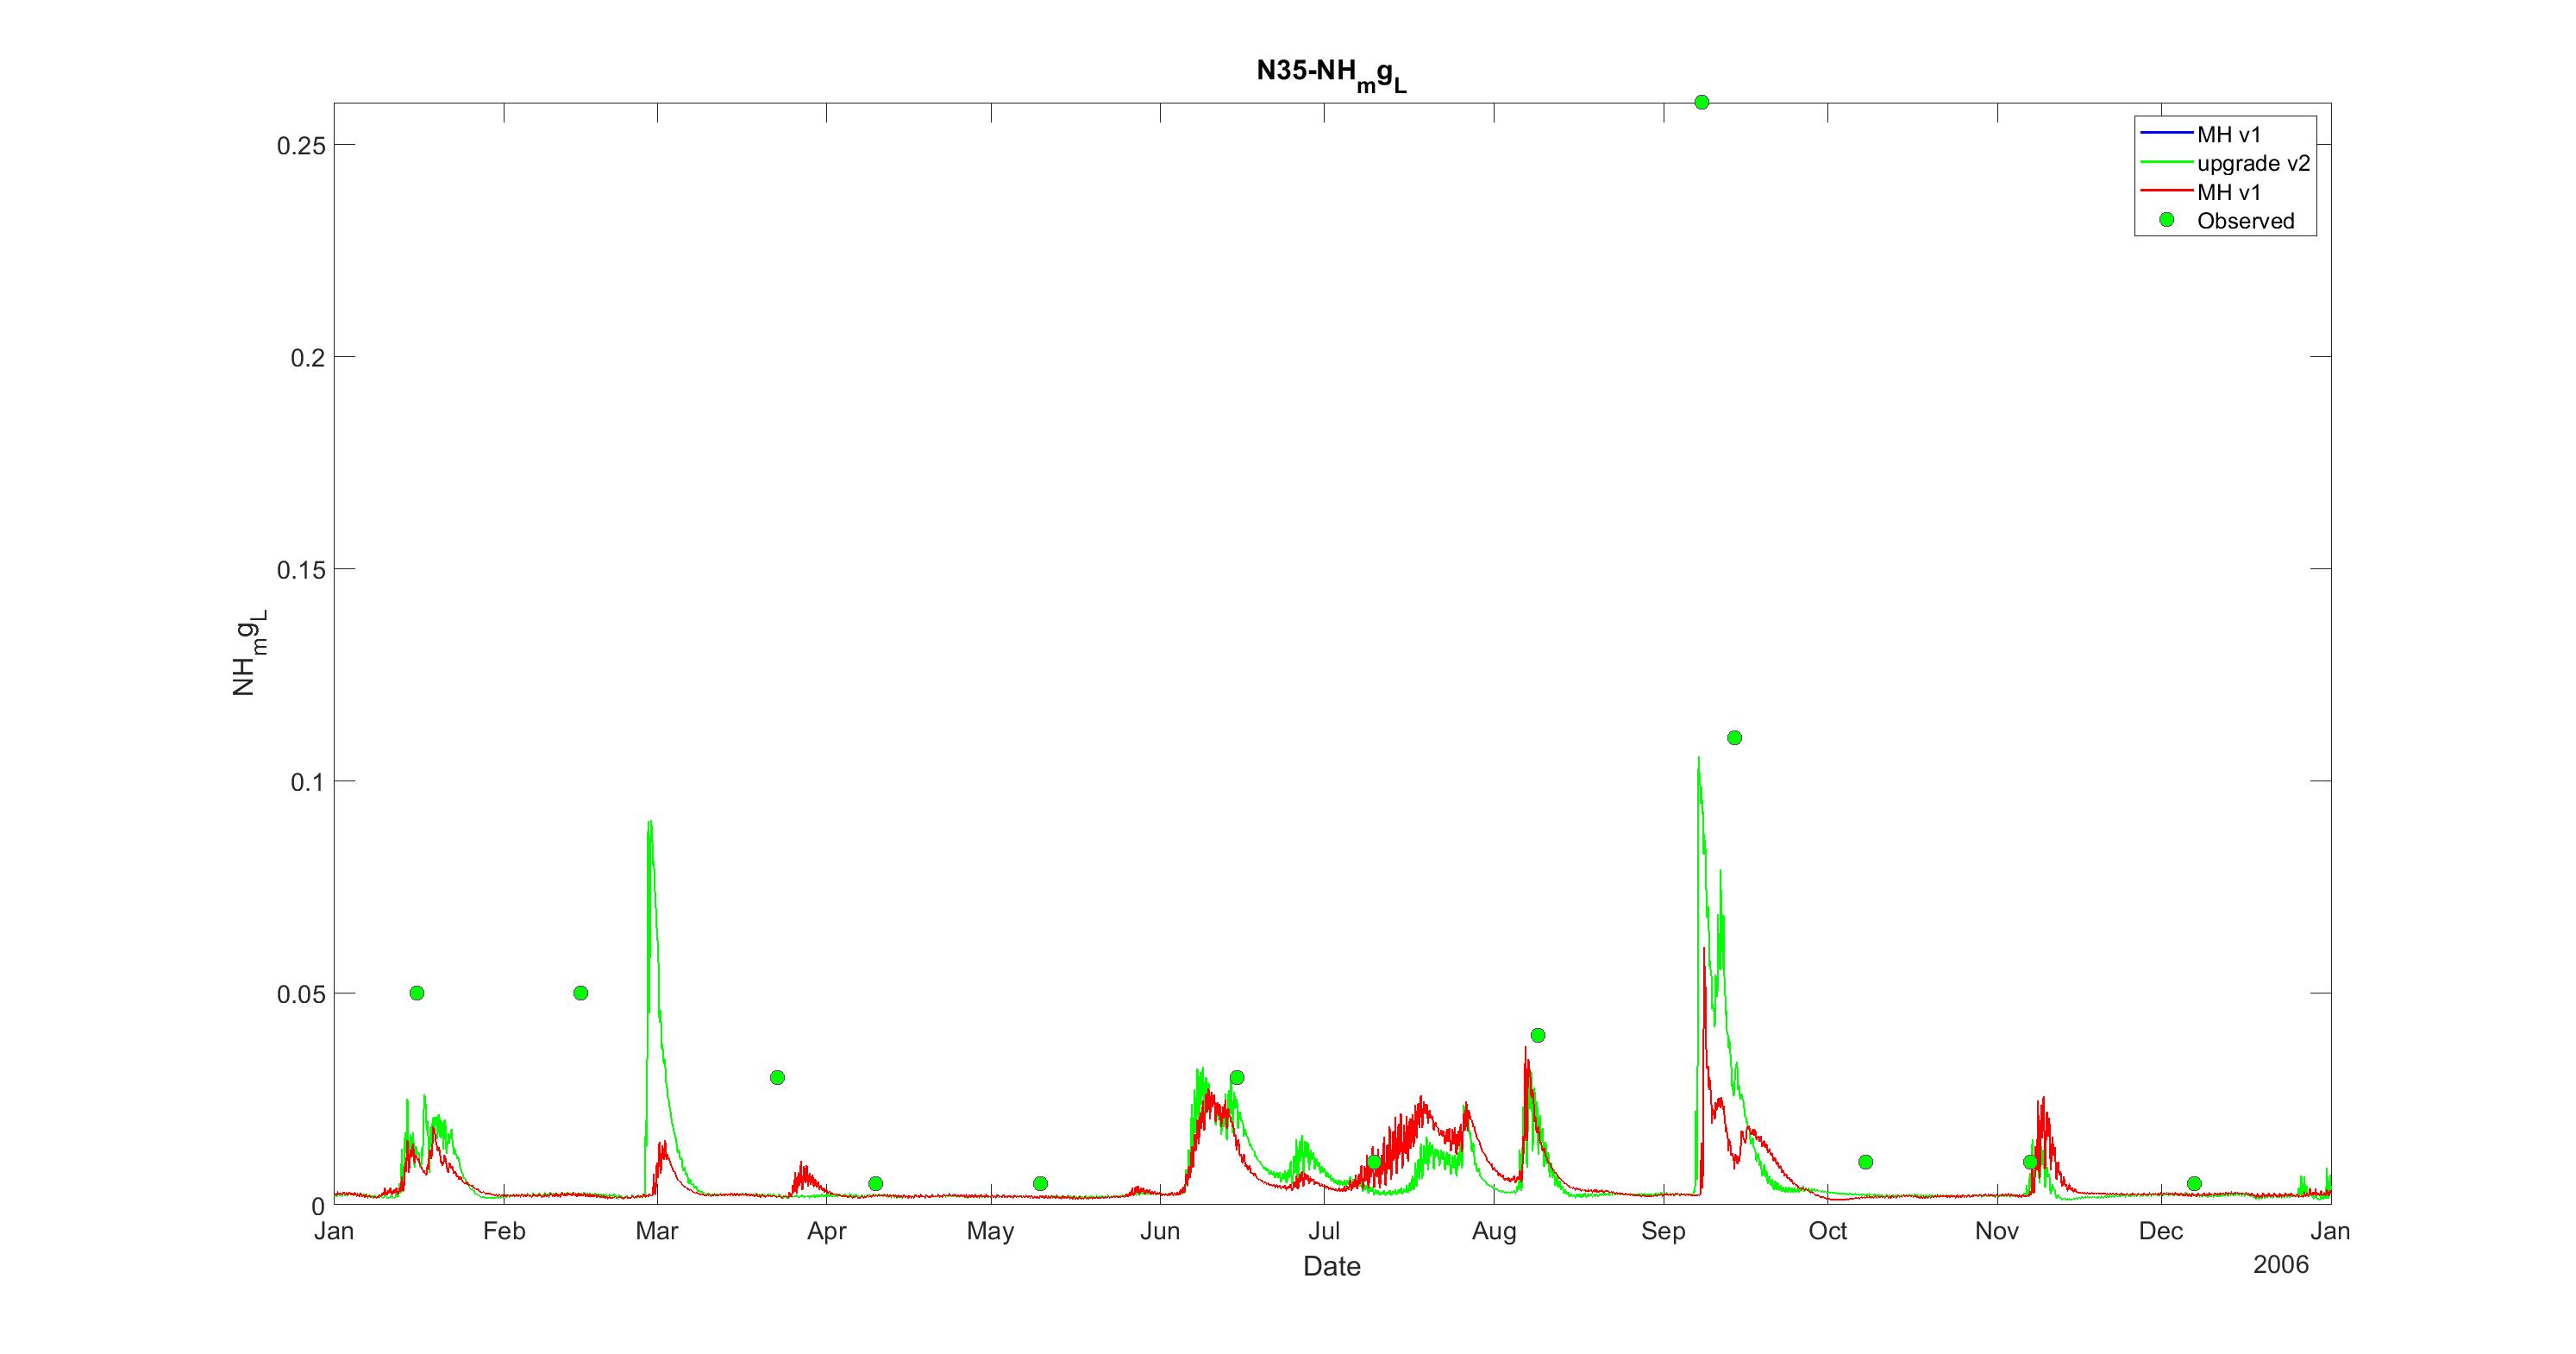 N35-NHmgL
0.25
0.2
0.15
0.1
0.05
0
NHmgL
MH v1
upgrade v2
MH v1
Observed
Jan Feb Mar Apr May Jun Jul Aug Sep Oct Nov Dec Jan
Date
2006